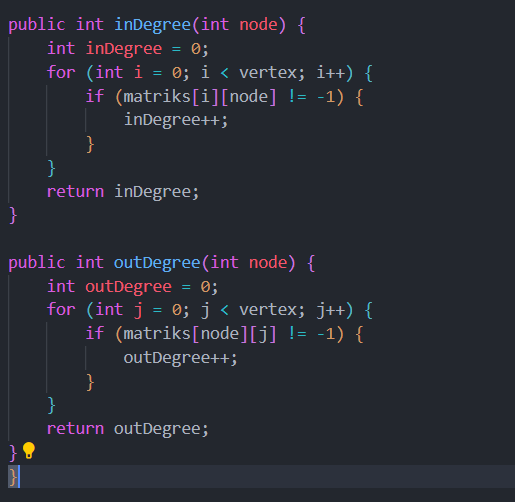 public int inDegree(int node) {
    int inDegree = 0;
    for (int i = 0; i < vertex; i++) {
        if (matriks[i][node] != -1) {
            inDegree++;
        }
    }
    return inDegree;
}

public int outDegree(int node) {
    int outDegree = 0;
    for (int j = 0; j < vertex; j++) {
        if (matriks[node][j] != -1) {
            outDegree++;
        }
    }
    return outDegree;
}
}